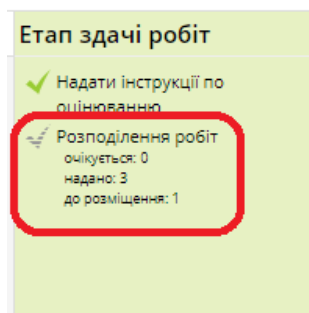 Етап здачі робіт
Надати інструкції по
оцінюванню
Розподілення робіт
очікується: 0
надано: 3
до розміщення: 1